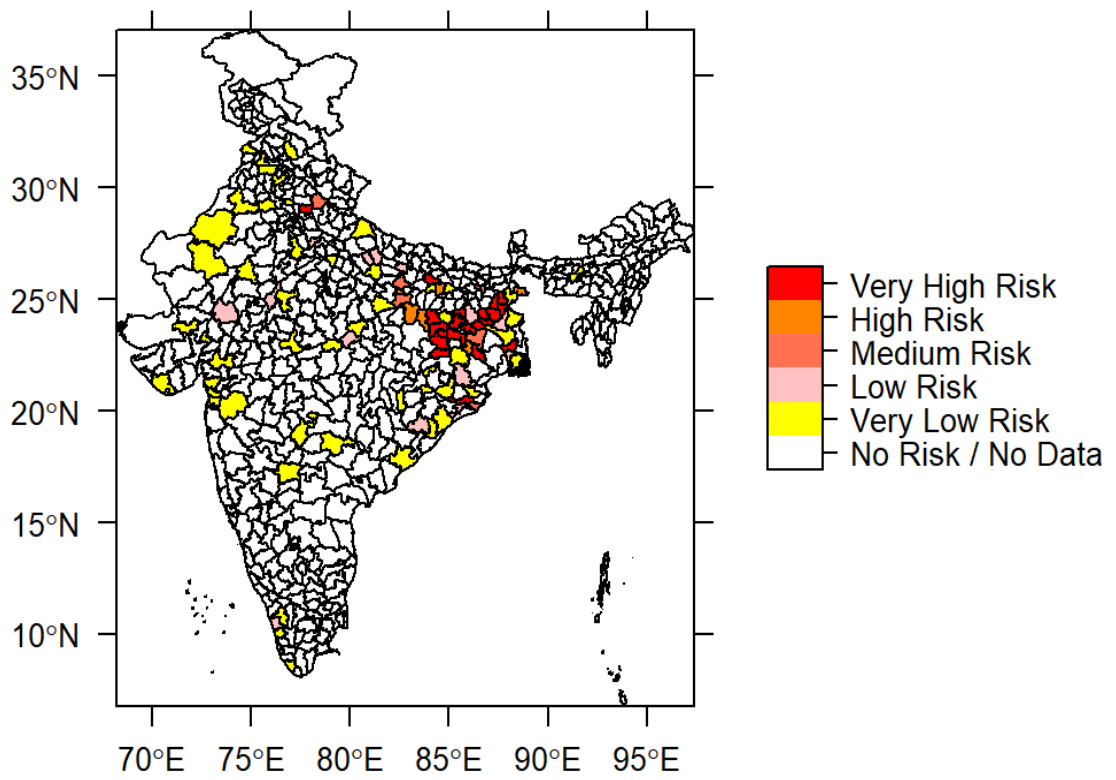 35°N
30°N
25°N
20°N
15°N
10°N
70°E 75°E 80°E 85°E 90°E 95°E
Very High Risk
High Risk
Medium Risk
Low Risk
Very Low Risk
No Risk / No Data